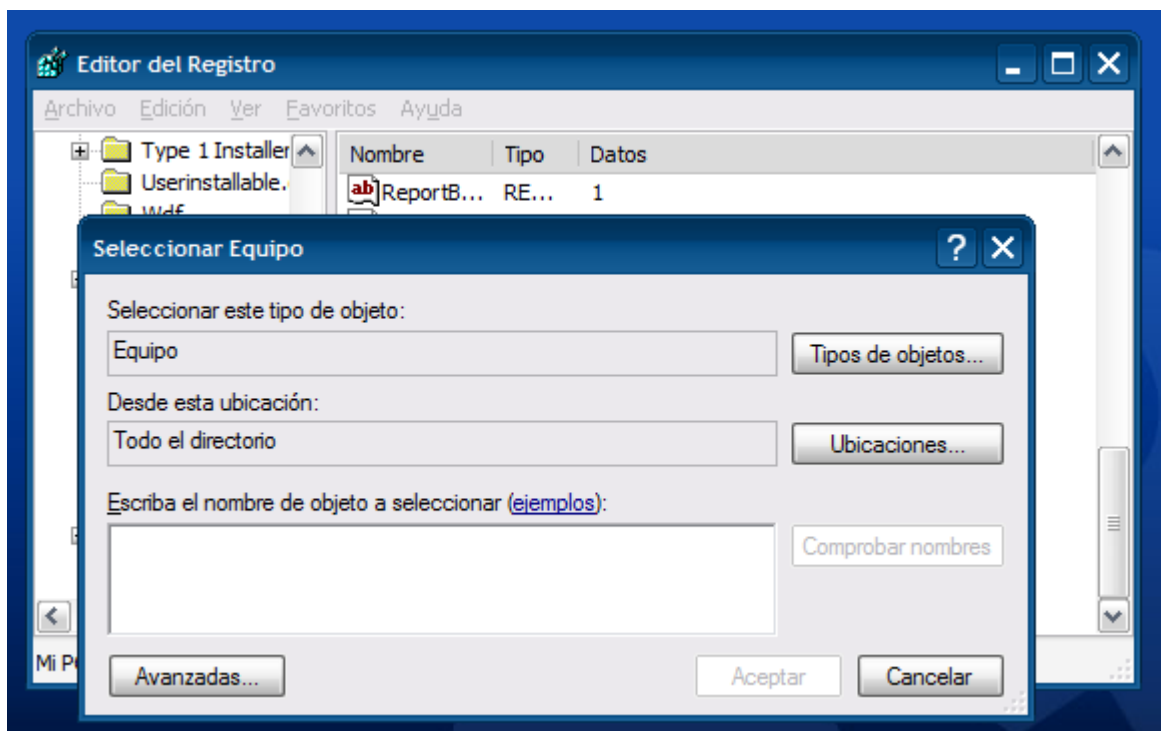 Editor del Registro
Archivo Edición Ver Favoritos Ayuda
Type 1 Installer
Userinstallable.
Wdf
Nombre Tipo Datos
ReportB... RE... 1
Seleccionar Equipo
Seleccionar este tipo de objeto:
Equipo
Tipos de objetos...
Desde esta ubicación:
Todo el directorio
Ubicaciones...
Escriba el nombre de objeto a seleccionar (ejemplos):
Comprobar nombres
Mi
Avanzadas...
Aceptar
Cancelar